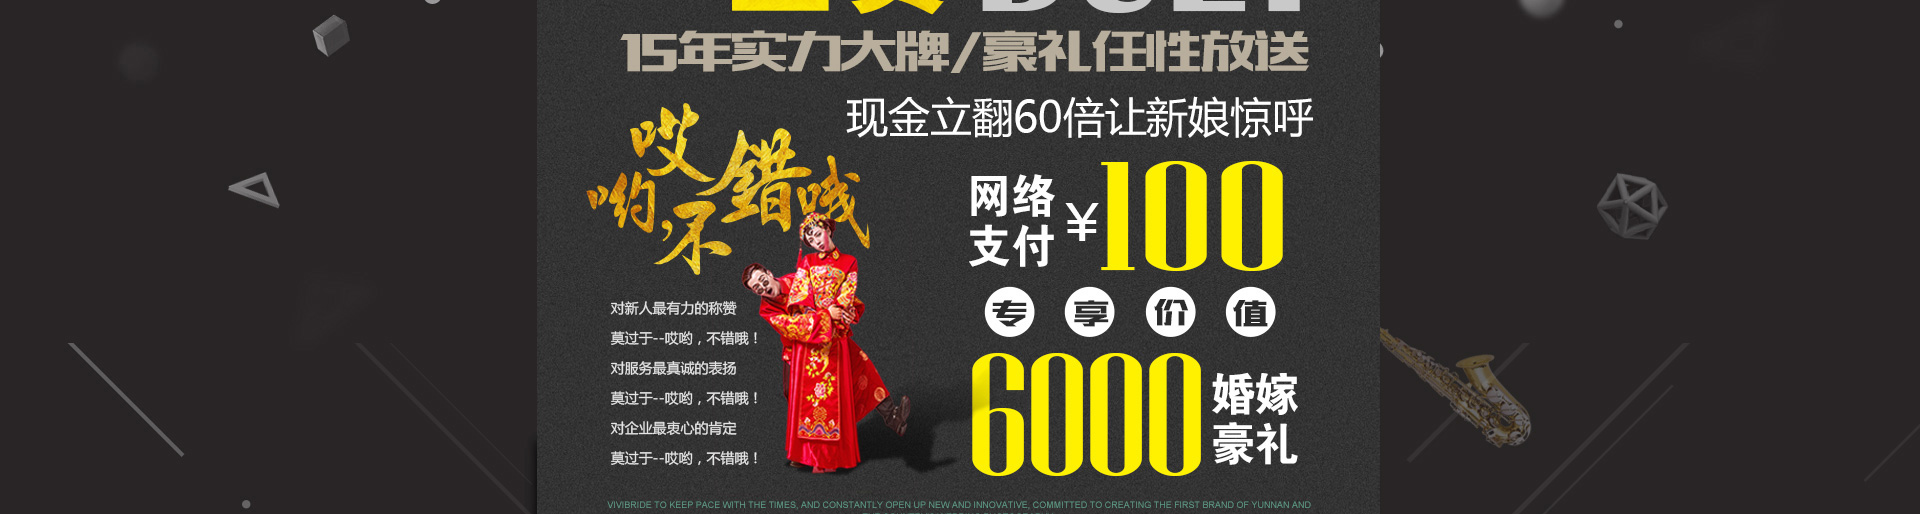 15年实力大牌/豪礼任性放送
现金立翻60倍让新娘惊呼
哎哟,不错哦
网络支付¥100
专享价值
6000婚嫁豪礼
对新人最有力的称赞
莫过于--哎哟，不错哦！
对服务最真诚的表扬
莫过于--哎哟，不错哦！
对企业最衷心的肯定
莫过于--哎哟，不错哦！
VIVIBRIDE TO KEEP PACE WITH THE TIMES, AND CONSTANTLY OPEN UP NEW AND INNOVATIVE, COMMITTED TO CREATING THE FIRST BRAND OF YUNNAN AND